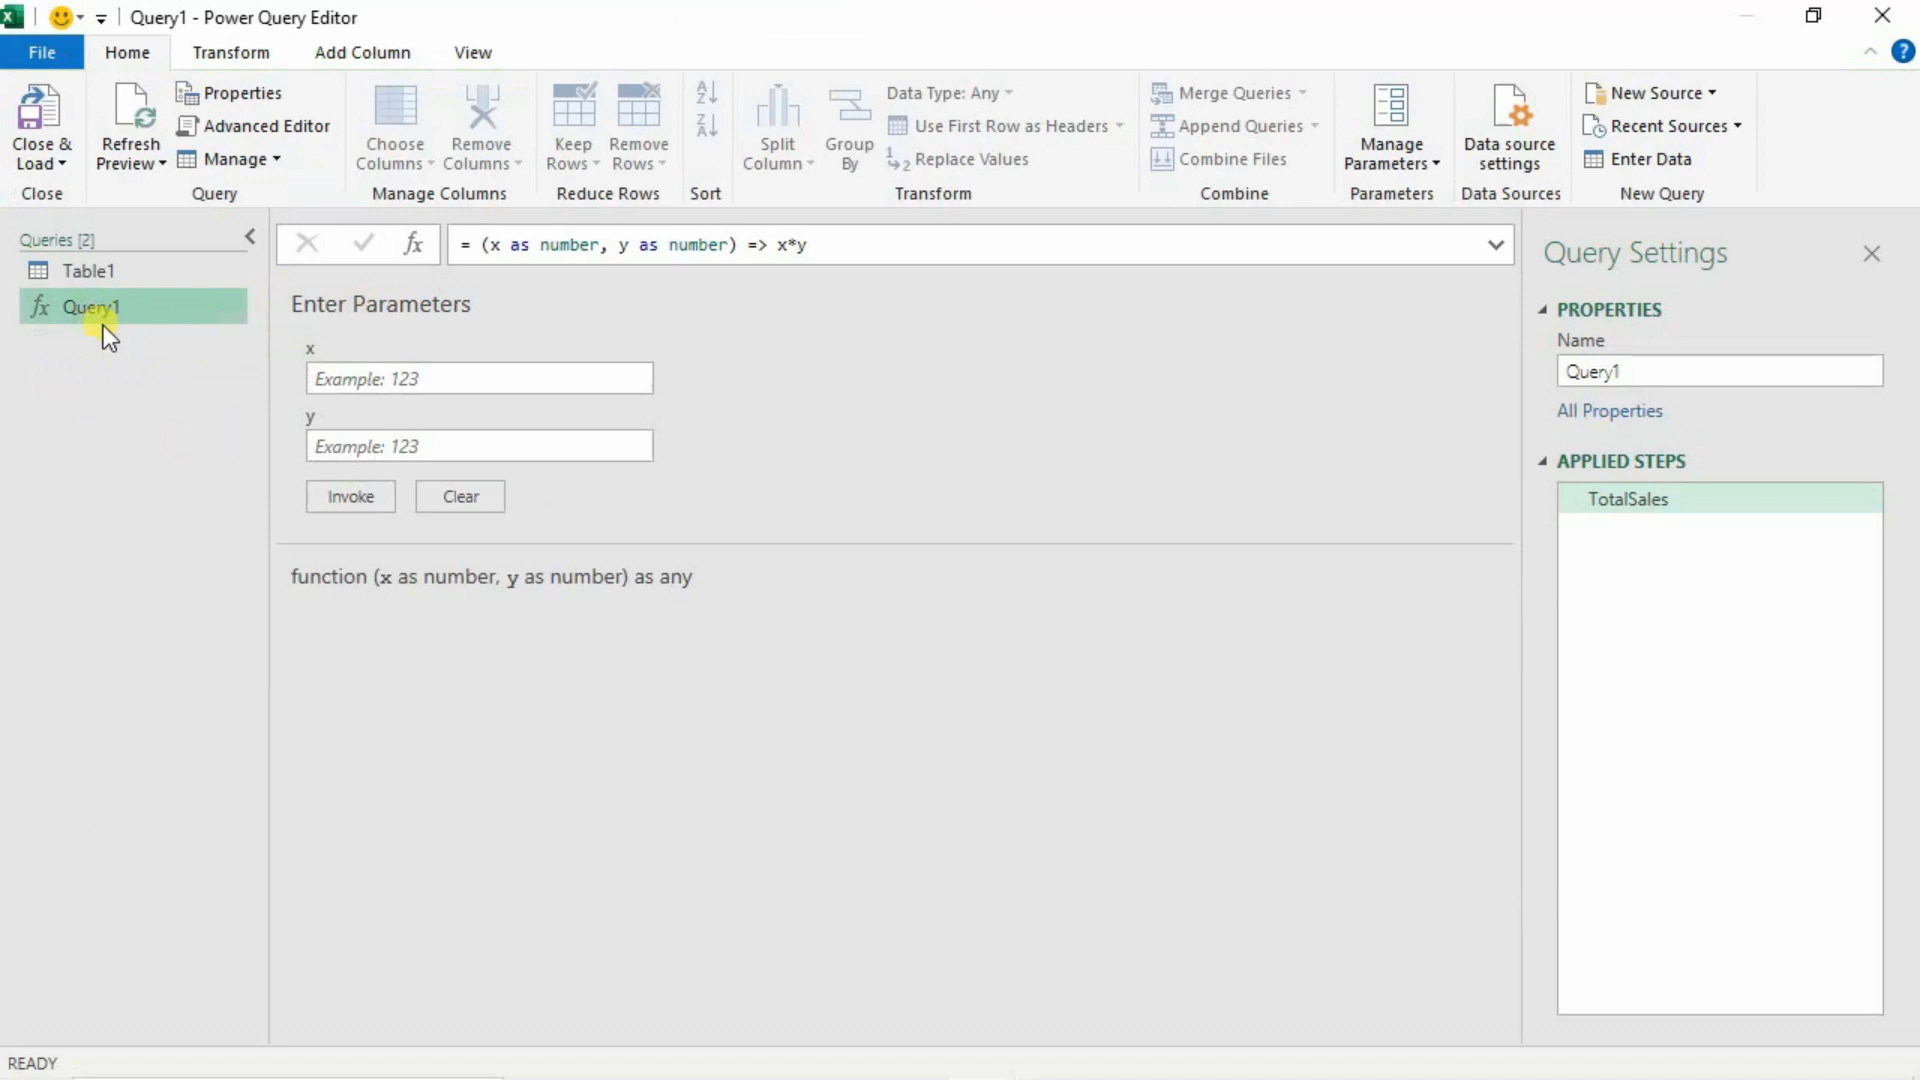 Query1 - Power Query Editor
File Home Transform Add Column View
Close & Load
Refresh Preview
Properties
Advanced Editor
Manage
Choose Columns
Remove Columns
Keep Rows
Remove Rows
A Z
Z A
Split Column
Group By
Data Type: Any
Use First Row as Headers
1 2 Replace Values
Merge Queries
Append Queries
Combine Files
Manage Parameters
Data source settings
New Source
Recent Sources
Enter Data
Close Query Manage Columns Reduce Rows Sort Transform Combine Parameters Data Sources New Query
Queries [2]
Table1
fx Query1
fx = (x as number, y as number) => x*y
Enter Parameters
x
Example: 123
y
Example: 123
Invoke Clear
function (x as number, y as number) as any
Query Settings
PROPERTIES
Name
Query1
All Properties
APPLIED STEPS
TotalSales
READY